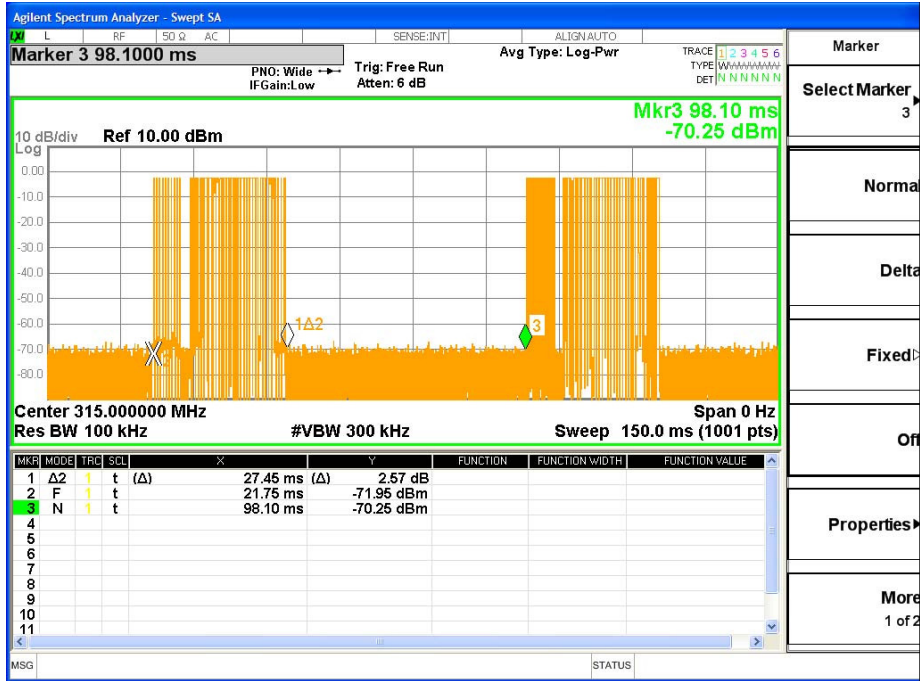 Agilent Spectrum Analyzer - Swept SA
LXI L RF 50 Ω AC SENSE:INT ALIGN AUTO
Marker 3 98.1000 ms
PNO: Wide
IFGain:Low
Trig: Free Run
Atten: 6 dB
Avg Type: Log-Pwr
TRACE 1 2 3 4 5 6
TYPE WWWWWW
DET N N N N N N
Mkr3 98.10 ms
-70.25 dBm
10 dB/div Ref 10.00 dBm
Log
0.00
-10.0
-20.0
-30.0
-40.0
-50.0
-60.0
-70.0
-80.0
1Δ2
3
X
Center 315.000000 MHz Span 0 Hz
Res BW 100 kHz #VBW 300 kHz Sweep 150.0 ms (1001 pts)
MKR MODE TRC SCL X Y FUNCTION FUNCTION WIDTH FUNCTION VALUE
1 Δ2 1 t (Δ) 27.45 ms (Δ) 2.57 dB
2 F 1 t 21.75 ms -71.95 dBm
3 N 1 t 98.10 ms -70.25 dBm
4
5
6
7
8
9
10
11
MSG STATUS
Marker
Select Marker
3
Normal
Delta
Fixed
Off
Properties
More
1 of 2